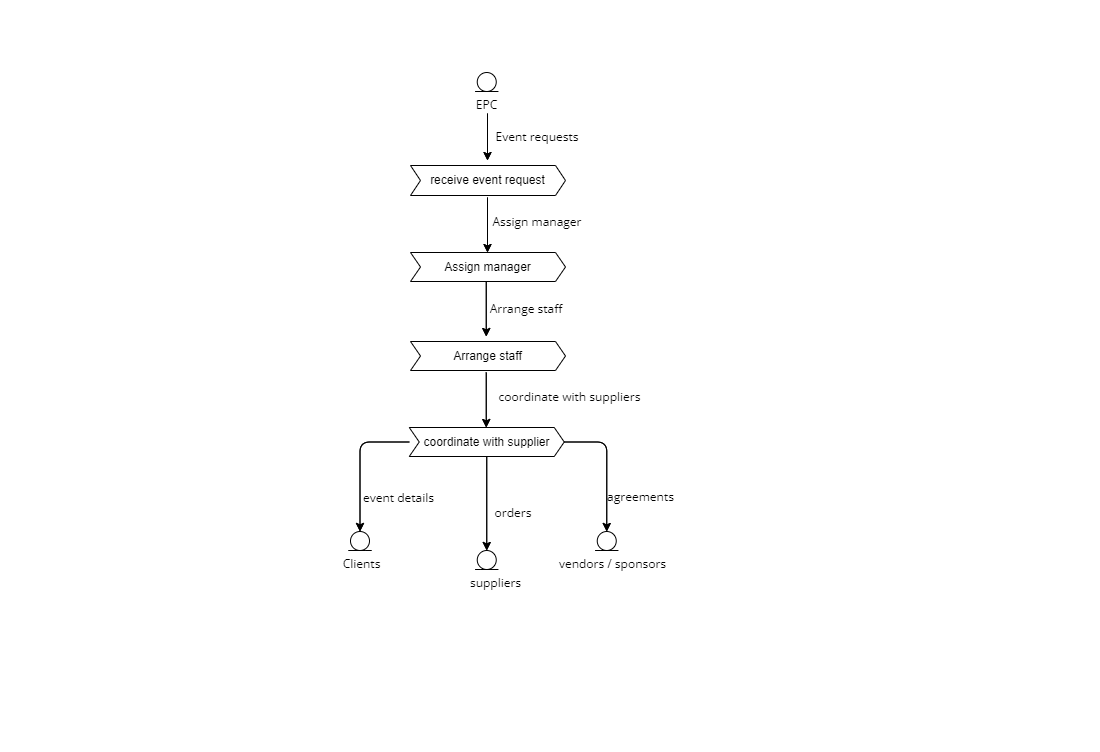 EPC
Event requests
receive event request
Assign manager
Assign manager
Arrange staff
Arrange staff
coordinate with suppliers
coordinate with supplier
event details
agreements
orders
Clients
vendors / sponsors
suppliers